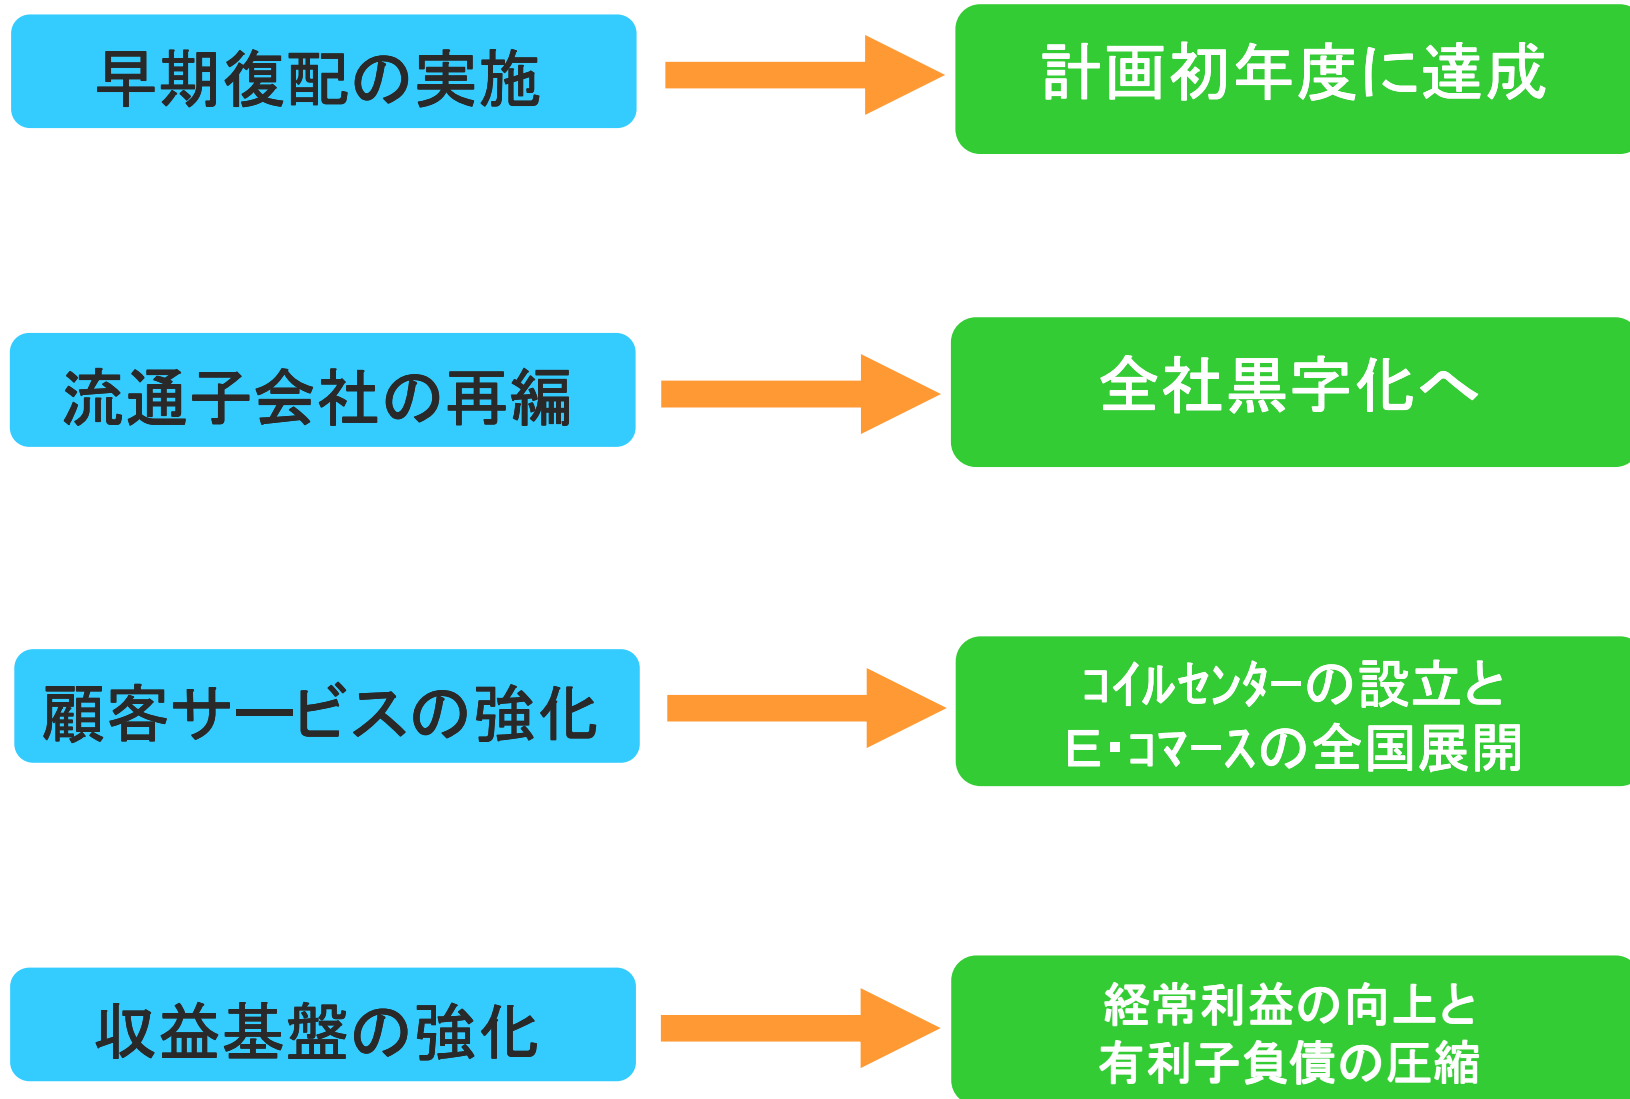 早期復配の実施
計画初年度に達成
流通子会社の再編
全社黒字化へ
顧客サービスの強化
コイルセンターの設立と
E・コマースの全国展開
収益基盤の強化
経常利益の向上と
有利子負債の圧縮